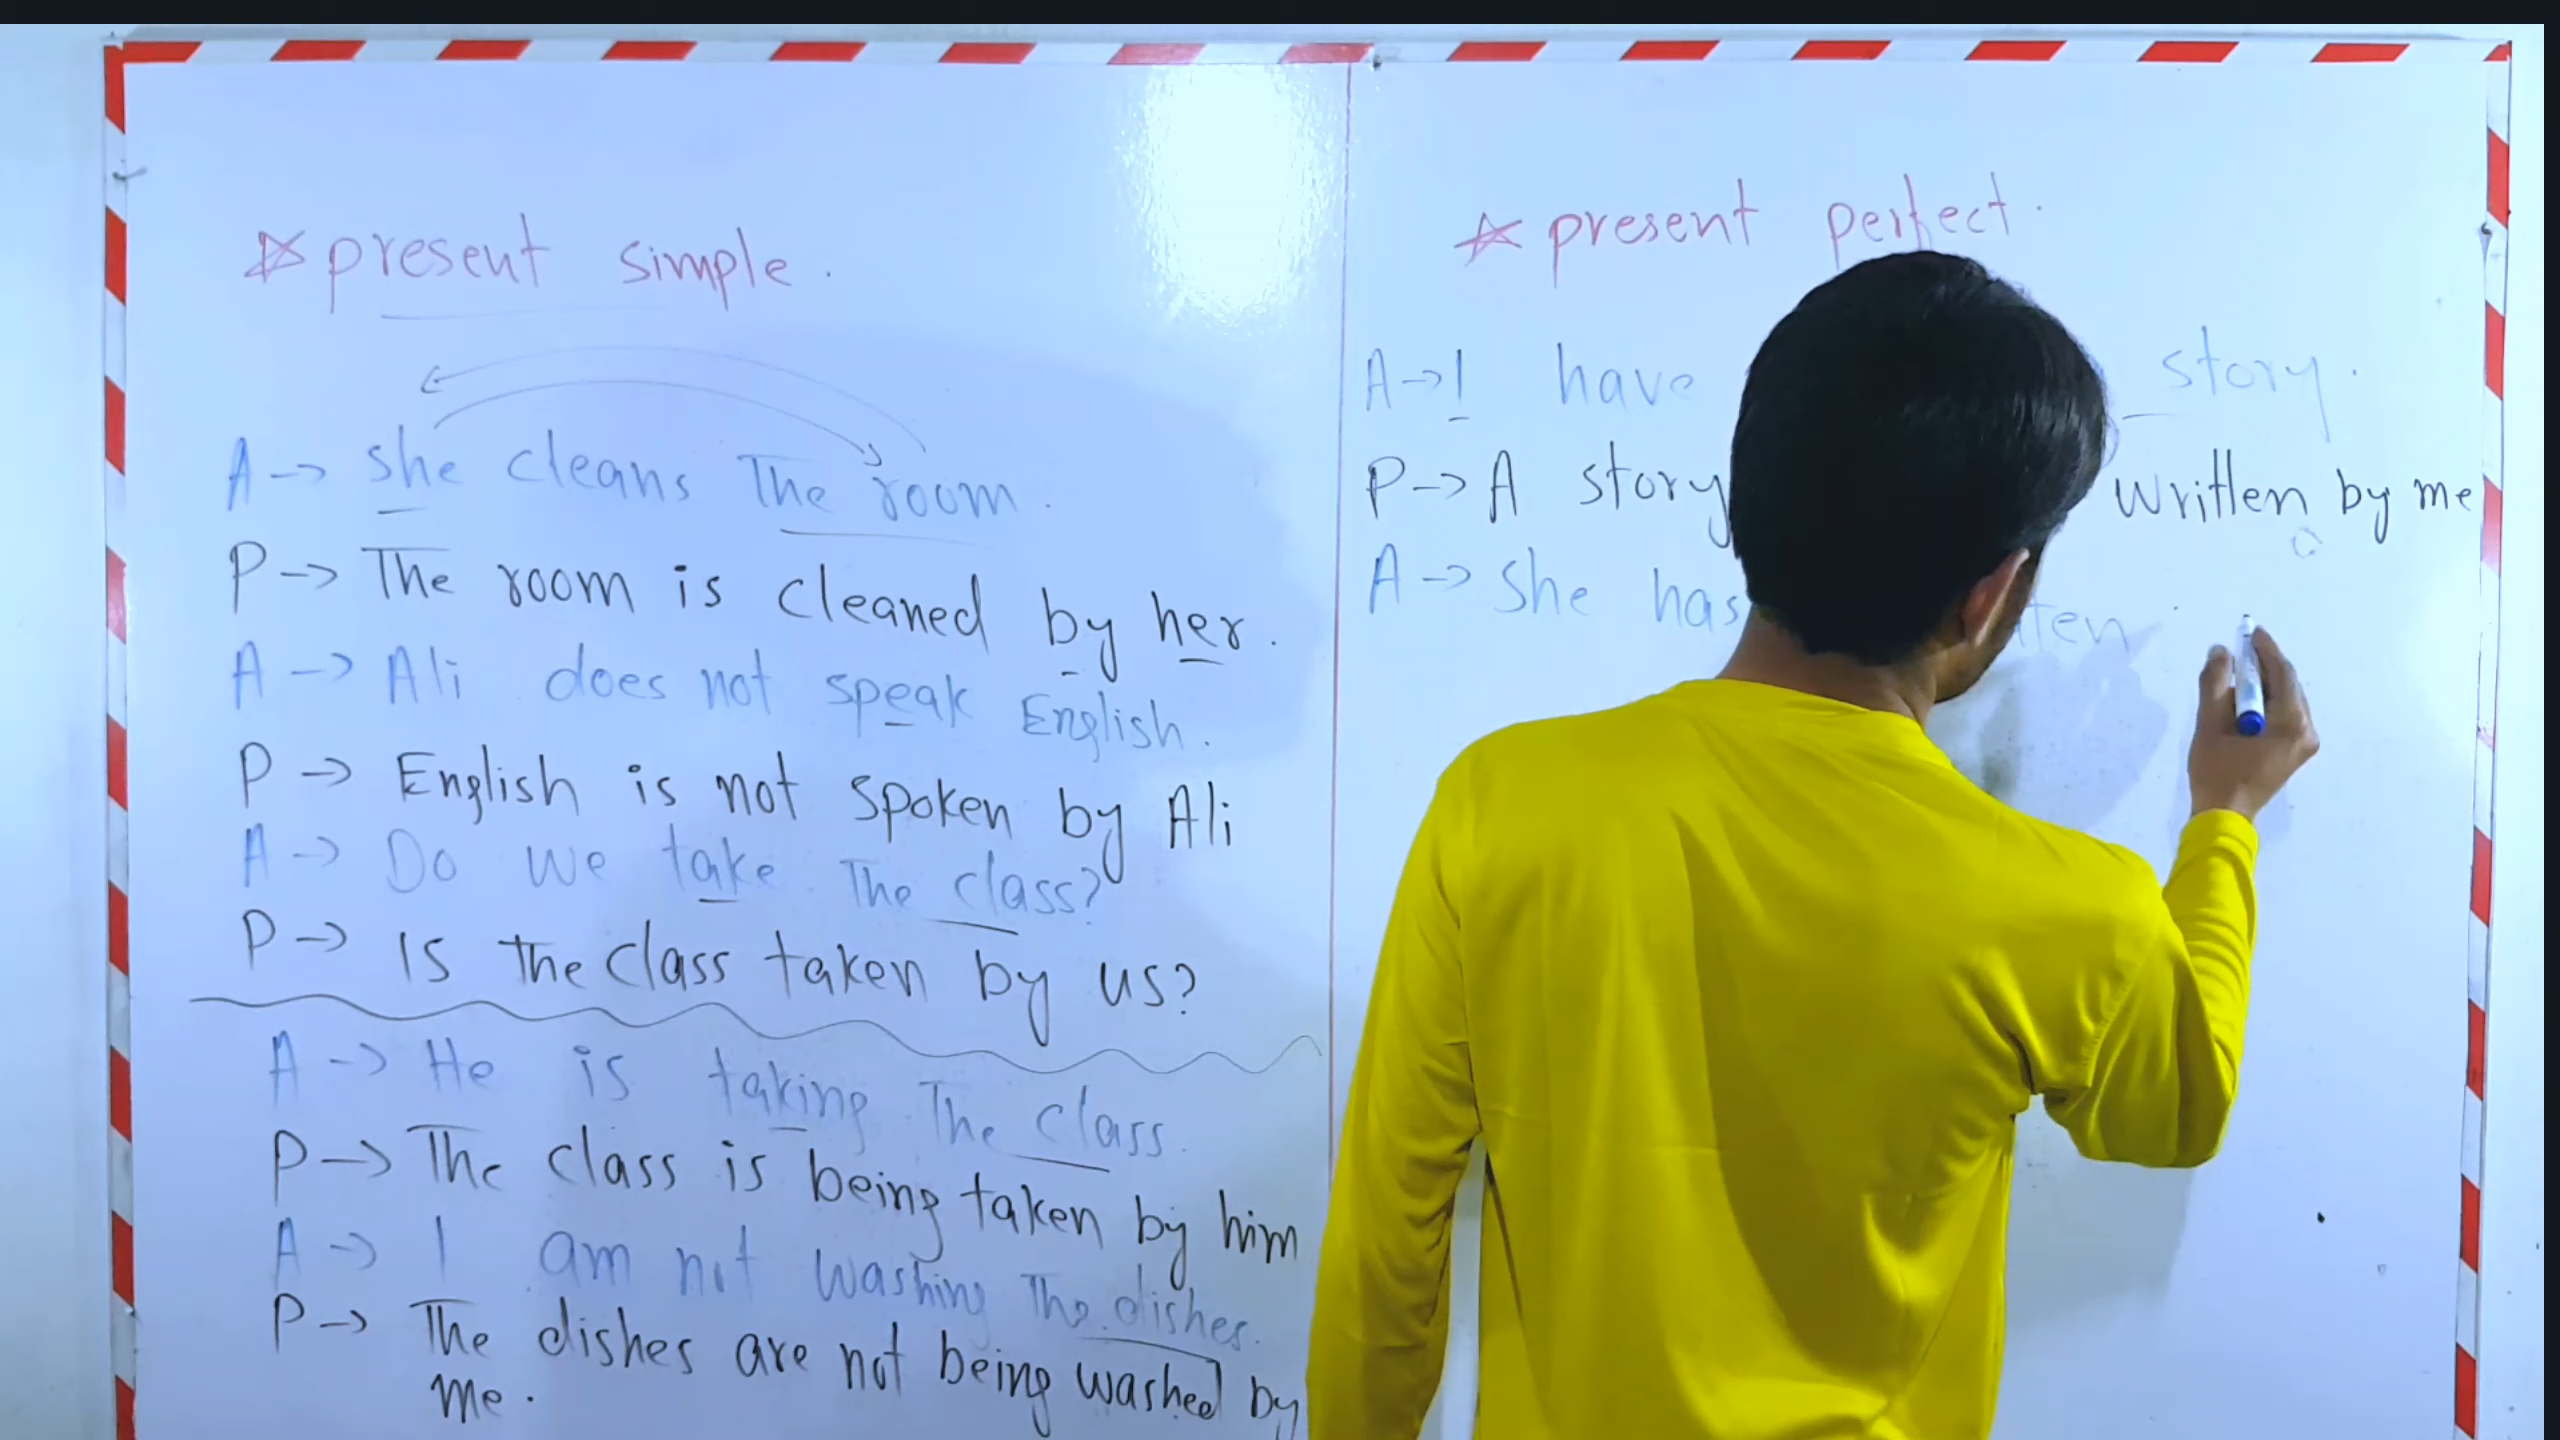 present simple.
A → She cleans The room.
P → The room is cleaned by her.
A → Ali does not speak English.
P → English is not spoken by Ali
A → Do we take The class?
P → Is The class taken by us?
A → He is taking The class.
P → The class is being taken by him
A → I am not washing The dishes.
P → The dishes are not being washed by
me.
present perfect.
A → I have story.
P → A story written by me
A → She has